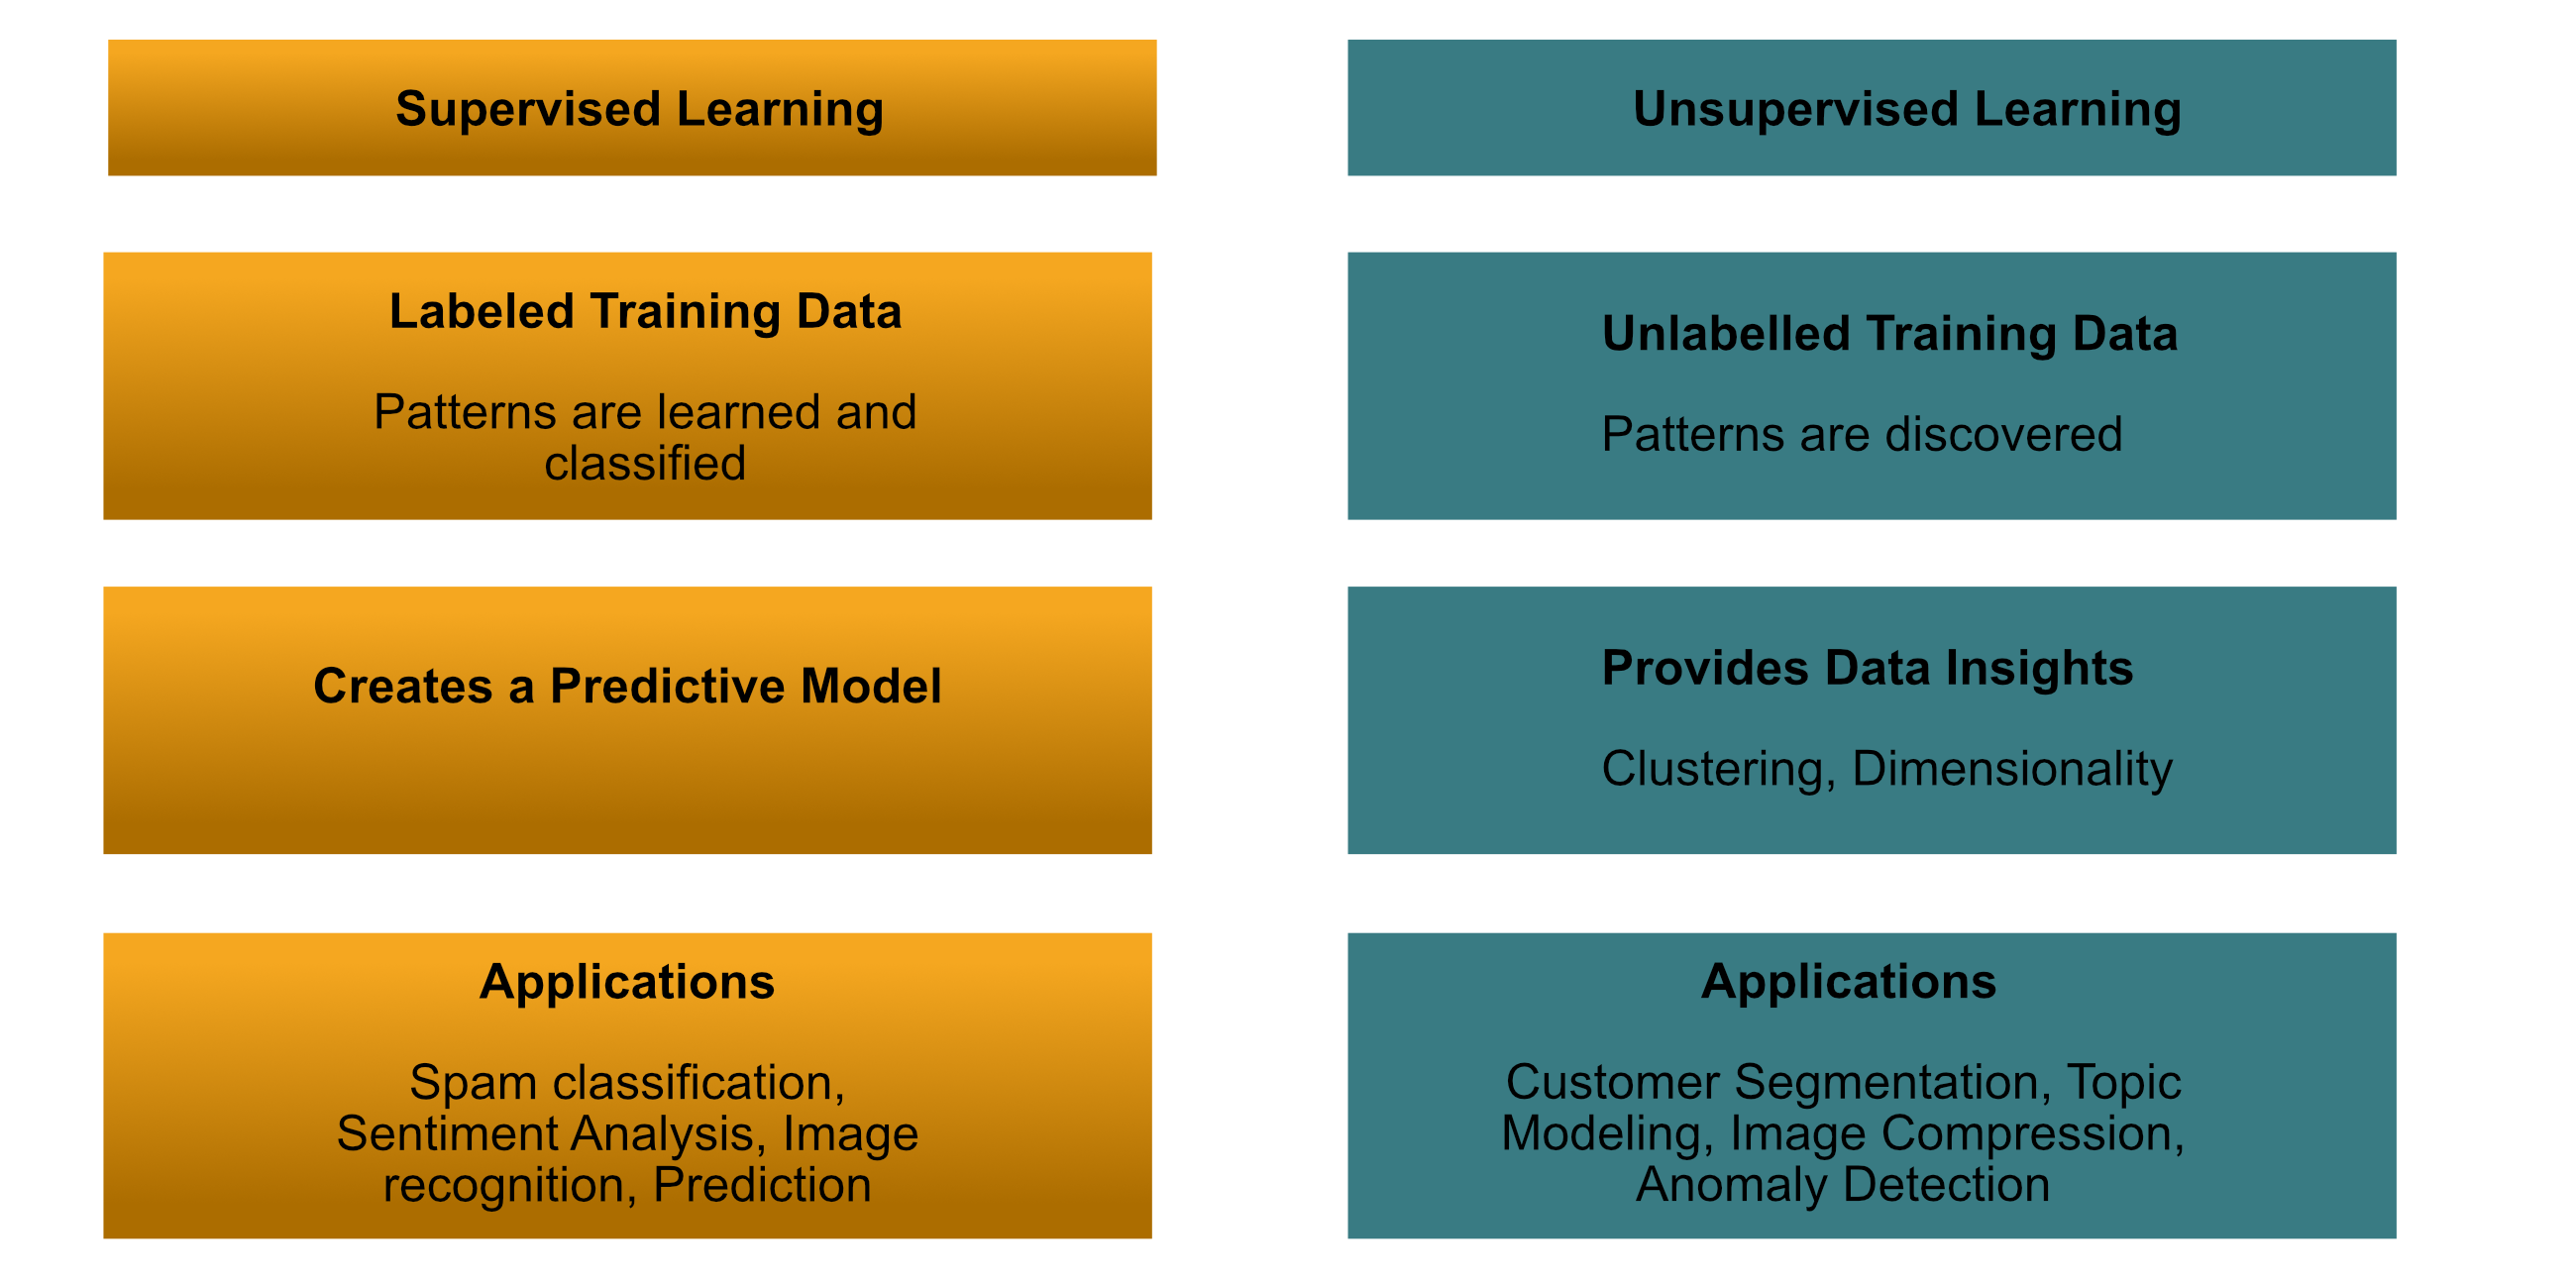 Supervised Learning
Unsupervised Learning
Labeled Training Data
Patterns are learned and
classified
Unlabelled Training Data
Patterns are discovered
Creates a Predictive Model
Provides Data Insights
Clustering, Dimensionality
Applications
Spam classification,
Sentiment Analysis, Image
recognition, Prediction
Applications
Customer Segmentation, Topic
Modeling, Image Compression,
Anomaly Detection